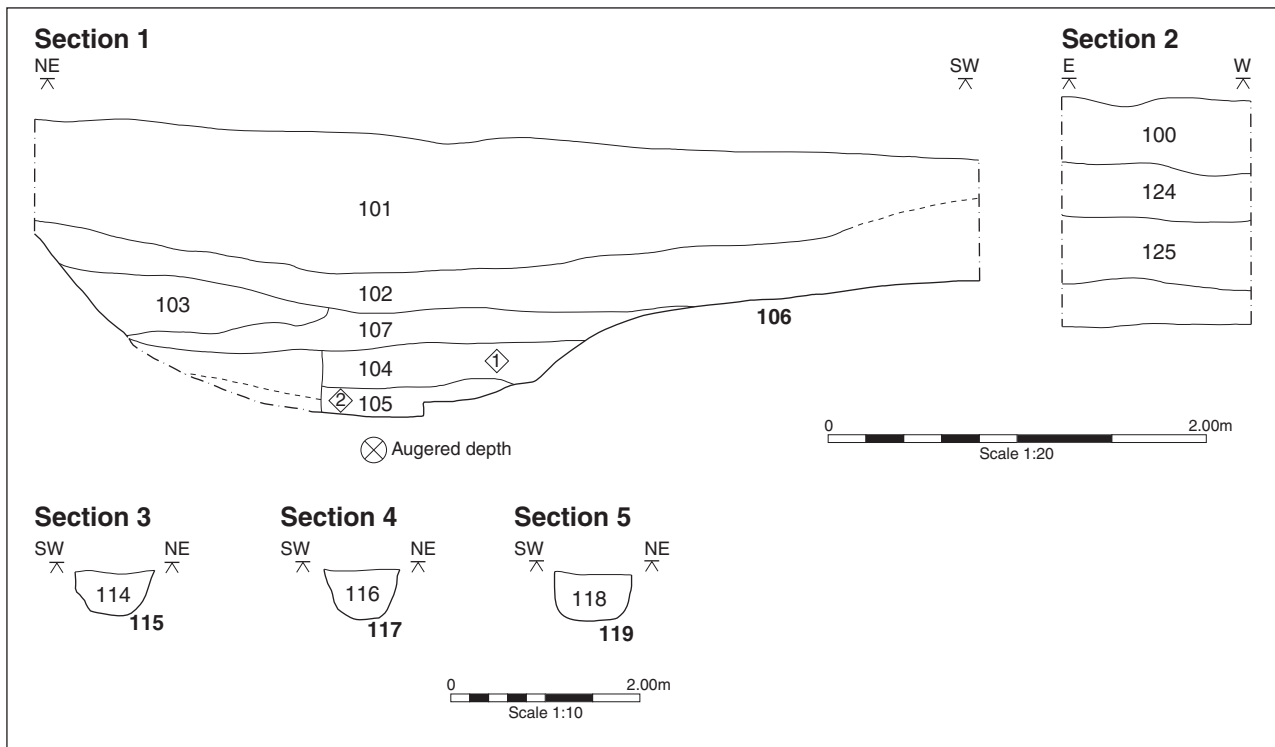 Section 1
NE
SW
101
102
103
107
106
104
1
2
105
Augered depth
Section 2
E
W
100
124
125
0
2.00m
Scale 1:20
Section 3
SW
NE
114
115
Section 4
SW
NE
116
117
Section 5
SW
NE
118
119
0
2.00m
Scale 1:10